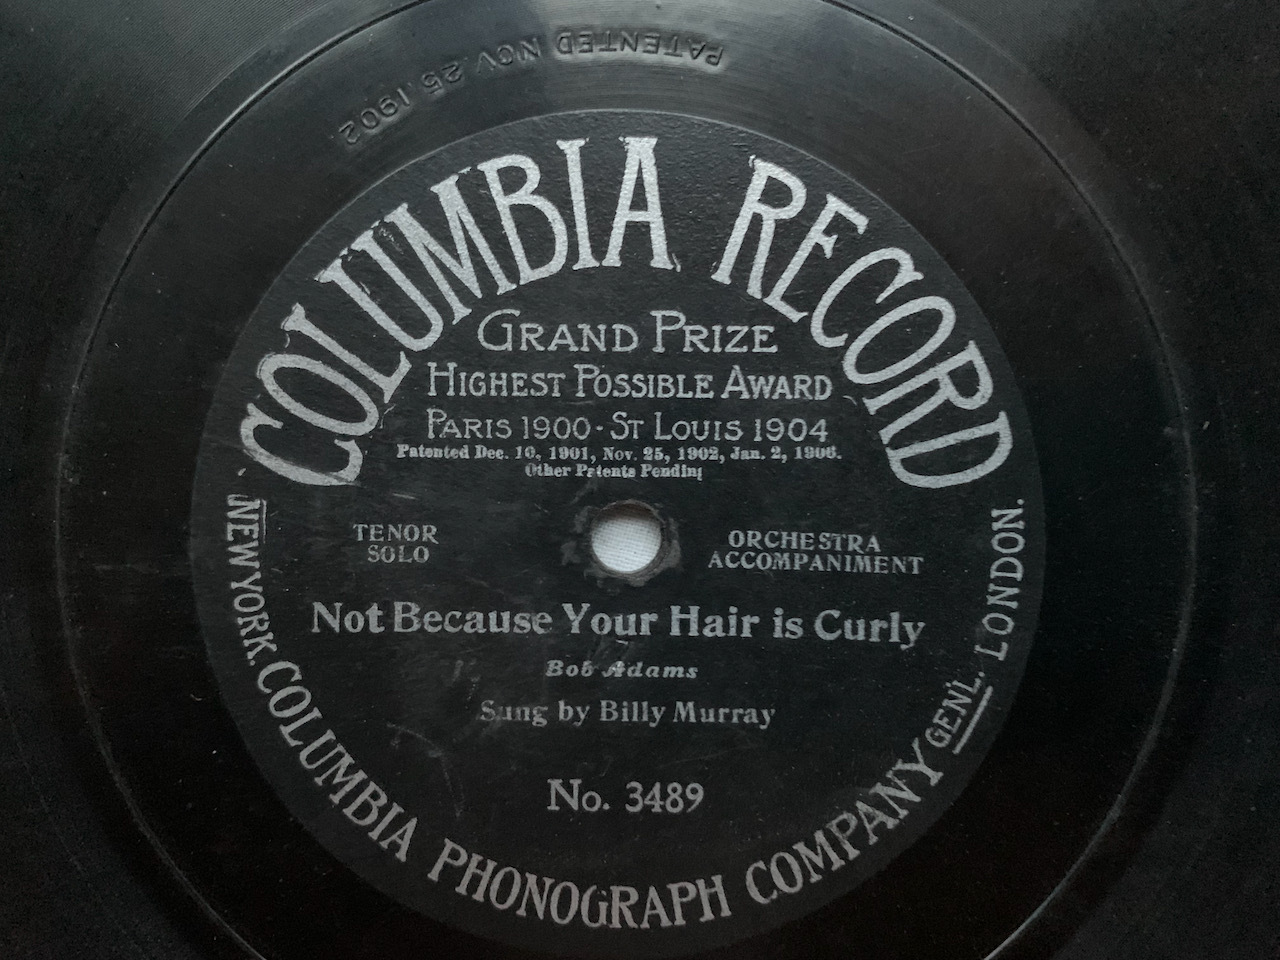 PATENTED NOV. 25, 1902
COLUMBIA RECORD
GRAND PRIZE
HIGHEST POSSIBLE AWARD
PARIS 1900 - ST LOUIS 1904
Patented Dec. 10, 1901, Nov. 25, 1902, Jan. 2, 1906.
Other Patents Pending
TENOR
SOLO
ORCHESTRA
ACCOMPANIMENT
Not Because Your Hair is Curly
Bob Adams
Sung by Billy Murray
No. 3489
NEW YORK. COLUMBIA PHONOGRAPH COMPANY GENL. LONDON.